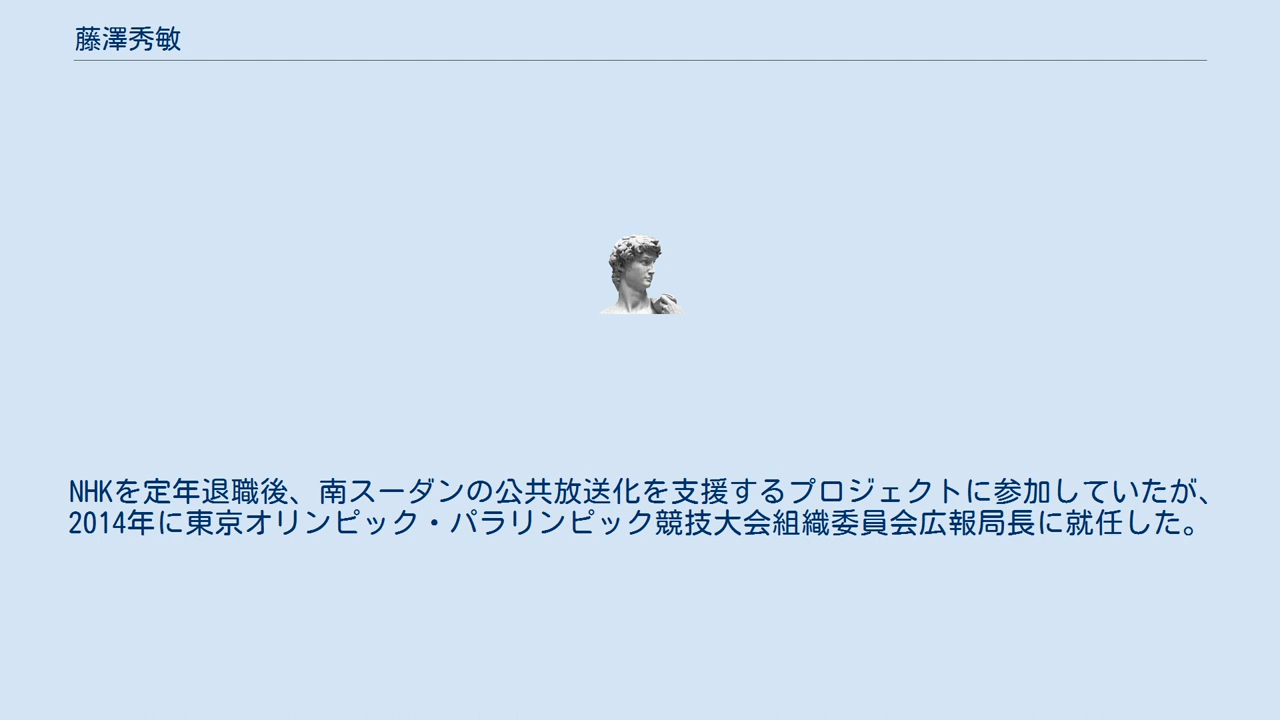 藤澤秀敏
NHKを定年退職後、南スーダンの公共放送化を支援するプロジェクトに参加していたが、
2014年に東京オリンピック・パラリンピック競技大会組織委員会広報局長に就任した。